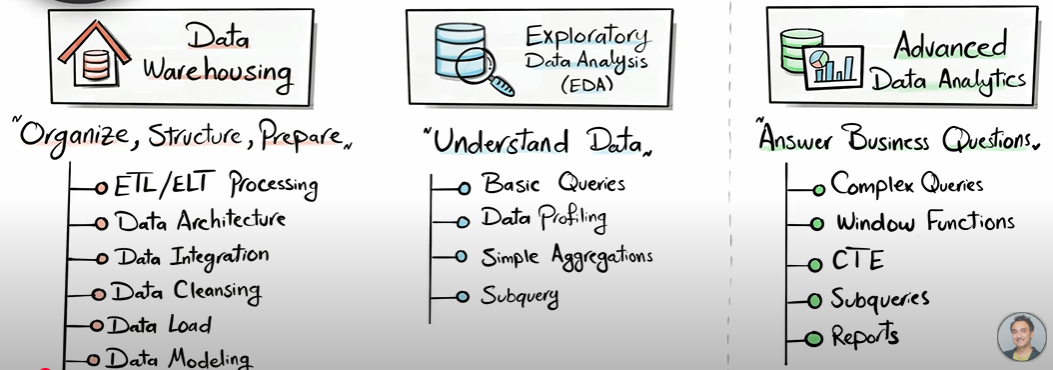 Data
Warehousing
"Organize, Structure, Prepare"
ETL/ELT Processing
Data Architecture
Data Integration
Data Cleansing
Data Load
Data Modeling
Exploratory
Data Analysis
(EDA)
"Understand Data"
Basic Queries
Data Profiling
Simple Aggregations
Subquery
Advanced
Data Analytics
"Answer Business Questions"
Complex Queries
Window Functions
CTE
Subqueries
Reports